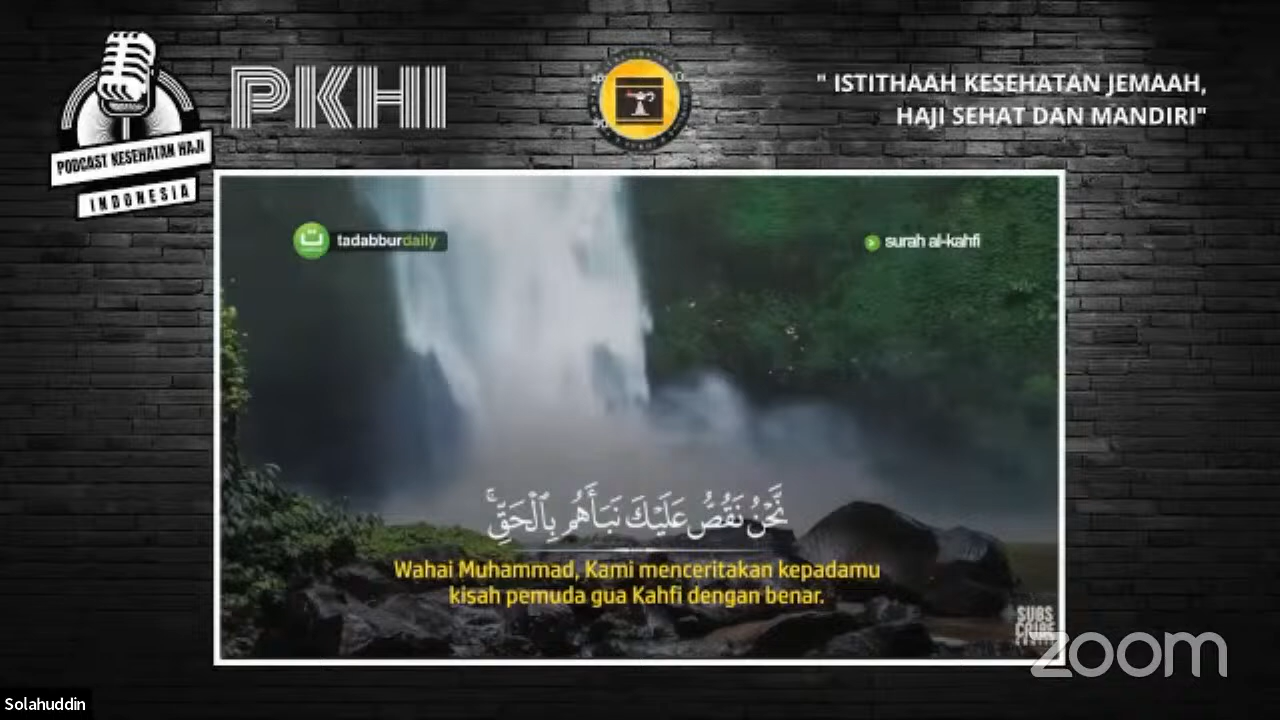 PODCAST KESEHATAN HAJI
INDONESIA
PKHI
" ISTITHAAH KESEHATAN JEMAAH,
HAJI SEHAT DAN MANDIRI"
tadabburdaily
surah al-kahfi
نَّحْنُ نَقُصُّ عَلَيْكَ نَبَأَهُم بِٱلْحَقِّۚ
Wahai Muhammad, Kami menceritakan kepadamu
kisah pemuda gua Kahfi dengan benar.
SUBS
zoom
Solahuddin